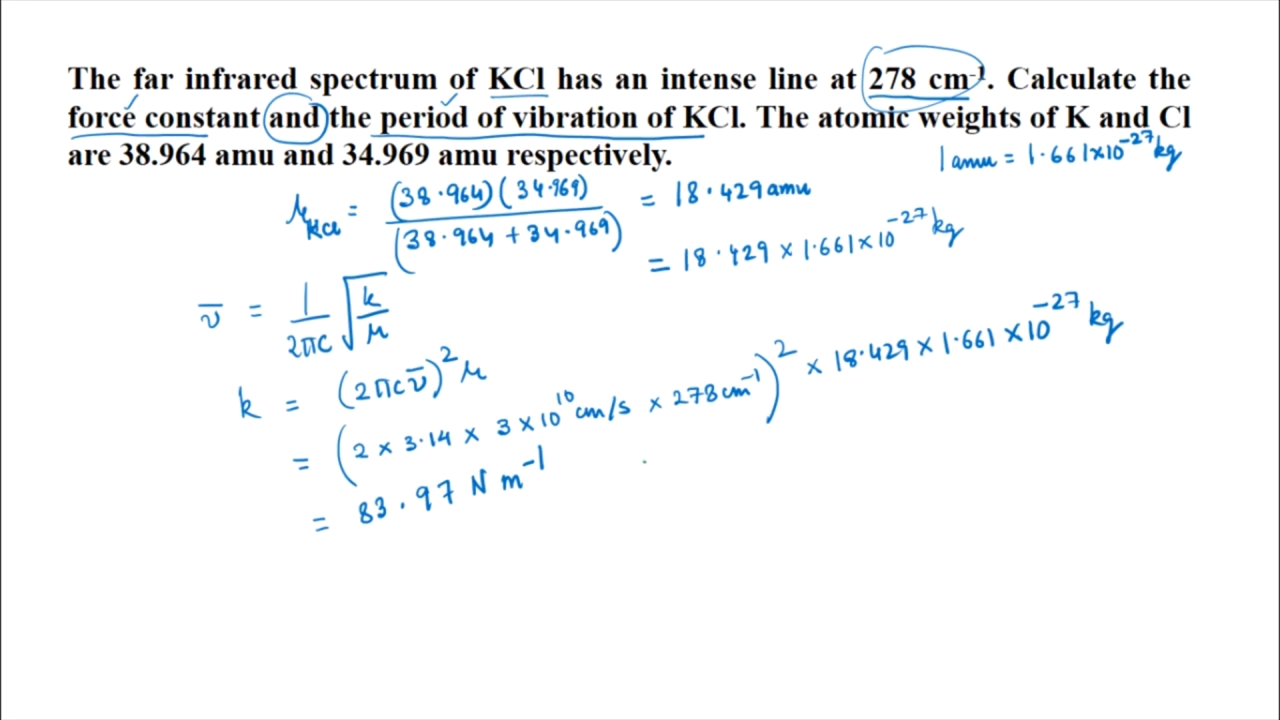 The far infrared spectrum of KCl has an intense line at 278 cm⁻¹. Calculate the
force constant and the period of vibration of KCl. The atomic weights of K and Cl
are 38.964 amu and 34.969 amu respectively.
1 amu = 1.661×10⁻²⁷ kg
μ_KCl = (38.964)(34.969) / (38.964 + 34.969) = 18.429 amu
= 18.429 × 1.661×10⁻²⁷ kg
ν̄ = 1/2πc √(k/μ)
k = (2πcν̄)² μ
= (2 × 3.14 × 3×10¹⁰ cm/s × 278 cm⁻¹)² × 18.429 × 1.661 × 10⁻²⁷ kg
= 83.97 N m⁻¹